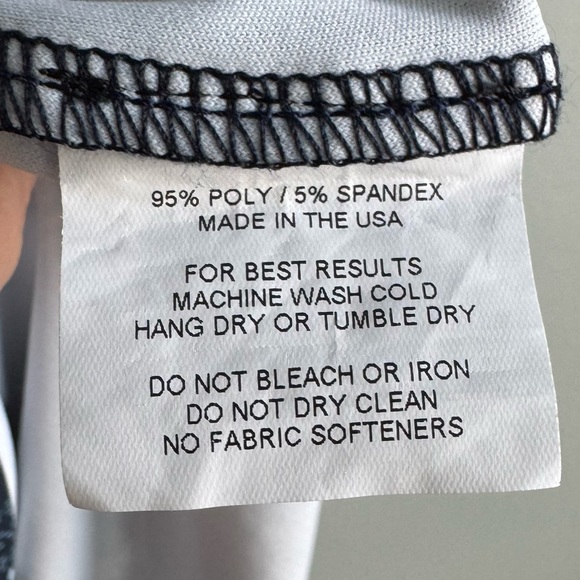 95% POLY / 5% SPANDEX
MADE IN THE USA
FOR BEST RESULTS
MACHINE WASH COLD
HANG DRY OR TUMBLE DRY
DO NOT BLEACH OR IRON
DO NOT DRY CLEAN
NO FABRIC SOFTENERS